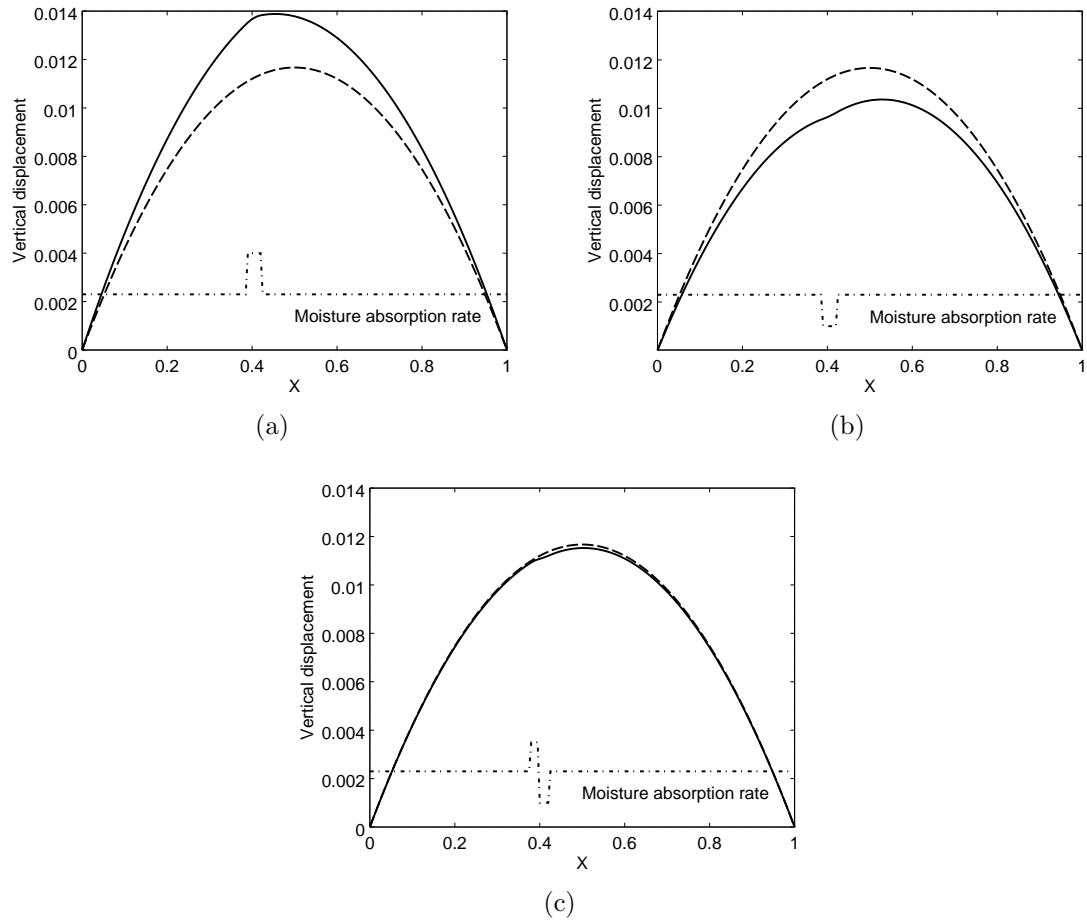 0.014
0.012
0.01
0.008
0.006
0.004
0.002
0
Vertical displacement
Moisture absorption rate
0 0.2 0.4 0.6 0.8 1
X
(a)
0.014
0.012
0.01
0.008
0.006
0.004
0.002
Vertical displacement
Moisture absorption rate
0 0.2 0.4 0.6 0.8 1
X
(b)
0.014
0.012
0.01
0.008
0.006
0.004
0.002
0
Vertical displacement
Moisture absorption rate
0 0.2 0.4 0.6 0.8 1
X
(c)